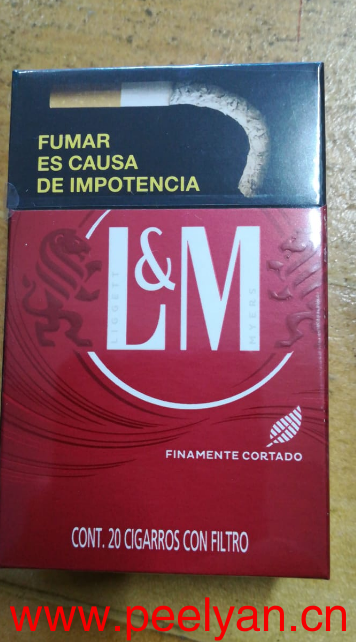 FUMAR
ES CAUSA
DE IMPOTENCIA
L&M
LIGGETT
MYERS
FINAMENTE CORTADO
CONT. 20 CIGARROS CON FILTRO
www.peelyan.cn